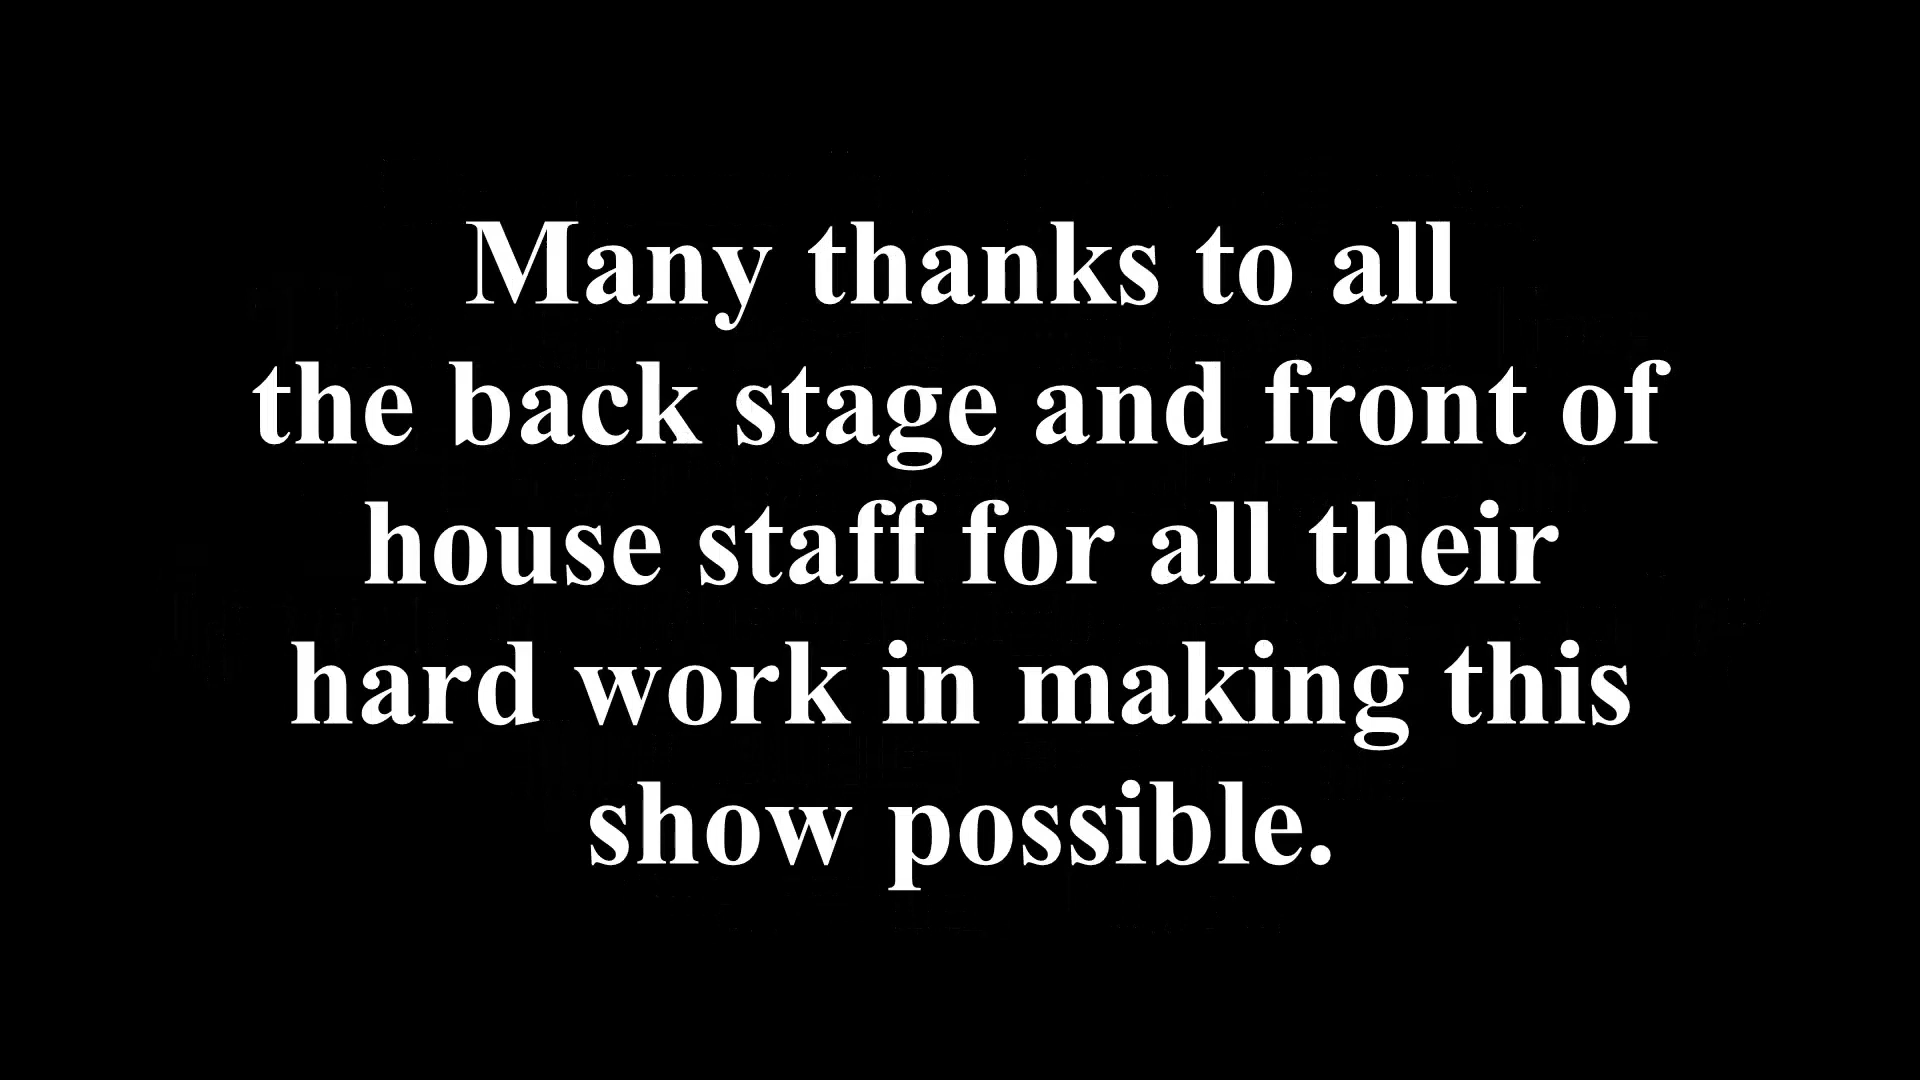 Many thanks to all
the back stage and front of
house staff for all their
hard work in making this
show possible.